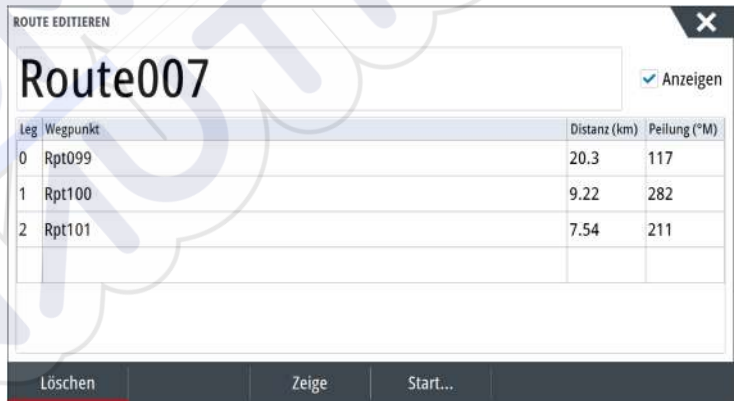 ROUTE EDITIEREN
Route007
Anzeigen
Leg Wegpunkt Distanz (km) Peilung (°M)
0 Rpt099 20.3 117
1 Rpt100 9.22 282
2 Rpt101 7.54 211
Löschen Zeige Start...